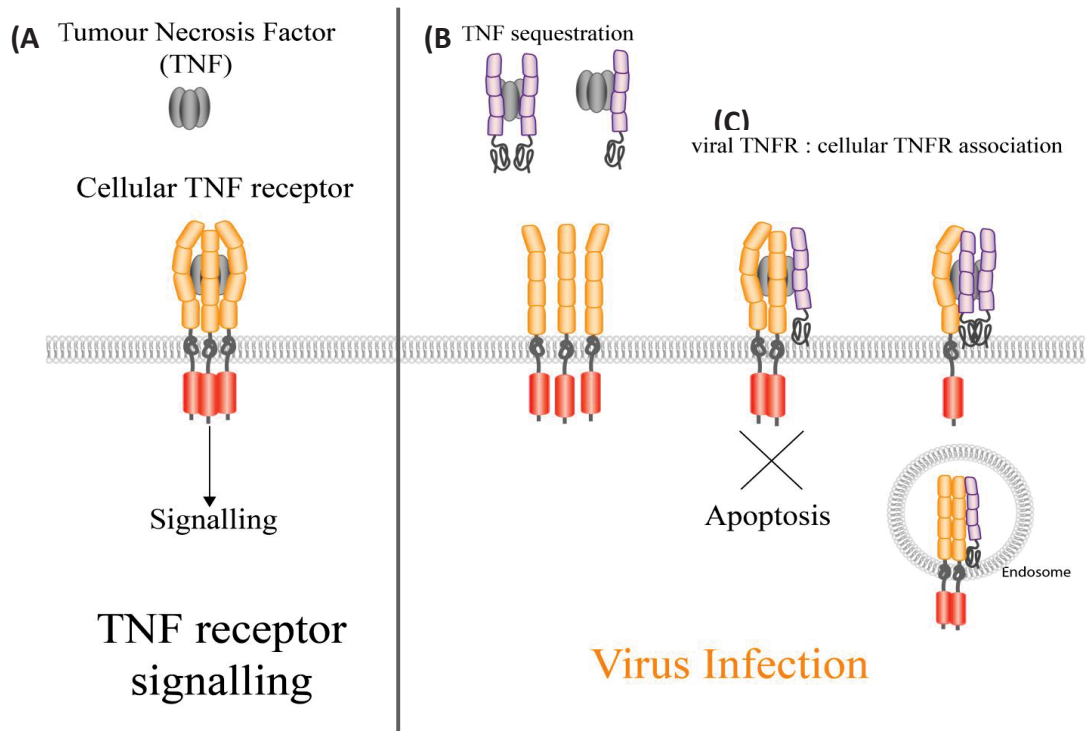 (A
Tumour Necrosis Factor
(TNF)
Cellular TNF receptor
Signalling
TNF receptor
signalling
(B
TNF sequestration
(C)
viral TNFR : cellular TNFR association
Apoptosis
Endosome
Virus Infection